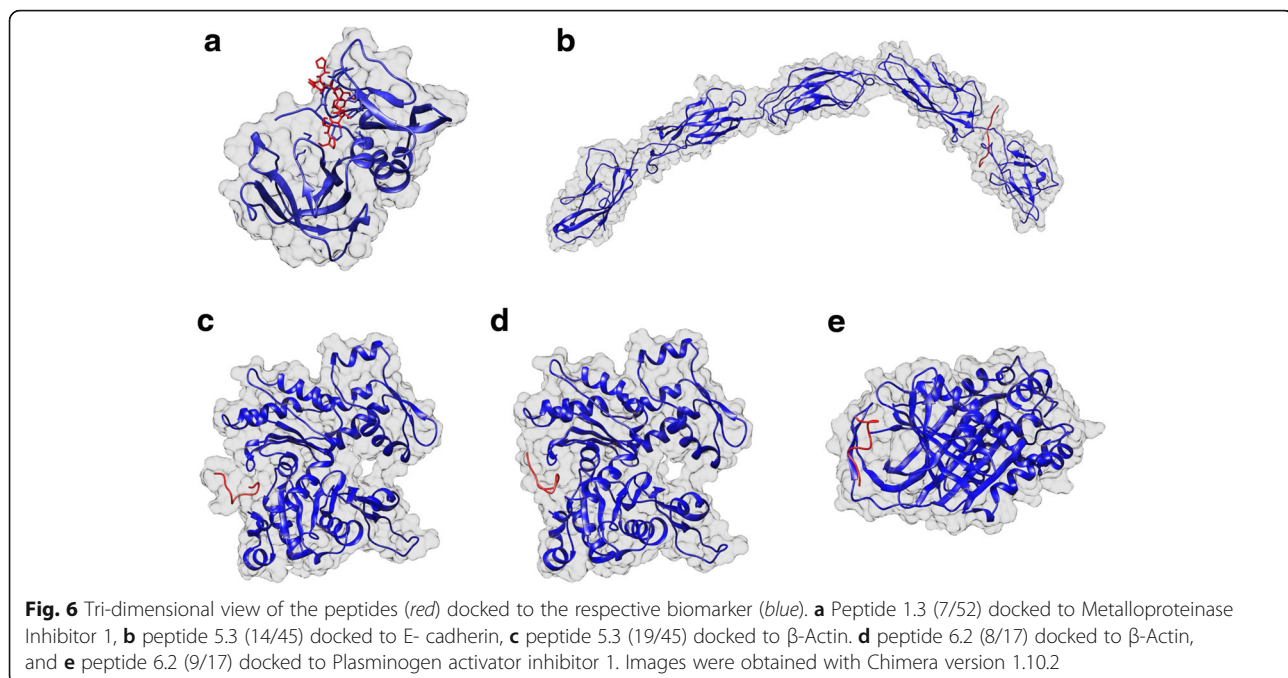 a
b
c
d
e
Fig. 6 Tri-dimensional view of the peptides (red) docked to the respective biomarker (blue). a Peptide 1.3 (7/52) docked to Metalloproteinase
Inhibitor 1, b peptide 5.3 (14/45) docked to E- cadherin, c peptide 5.3 (19/45) docked to β-Actin. d peptide 6.2 (8/17) docked to β-Actin,
and e peptide 6.2 (9/17) docked to Plasminogen activator inhibitor 1. Images were obtained with Chimera version 1.10.2